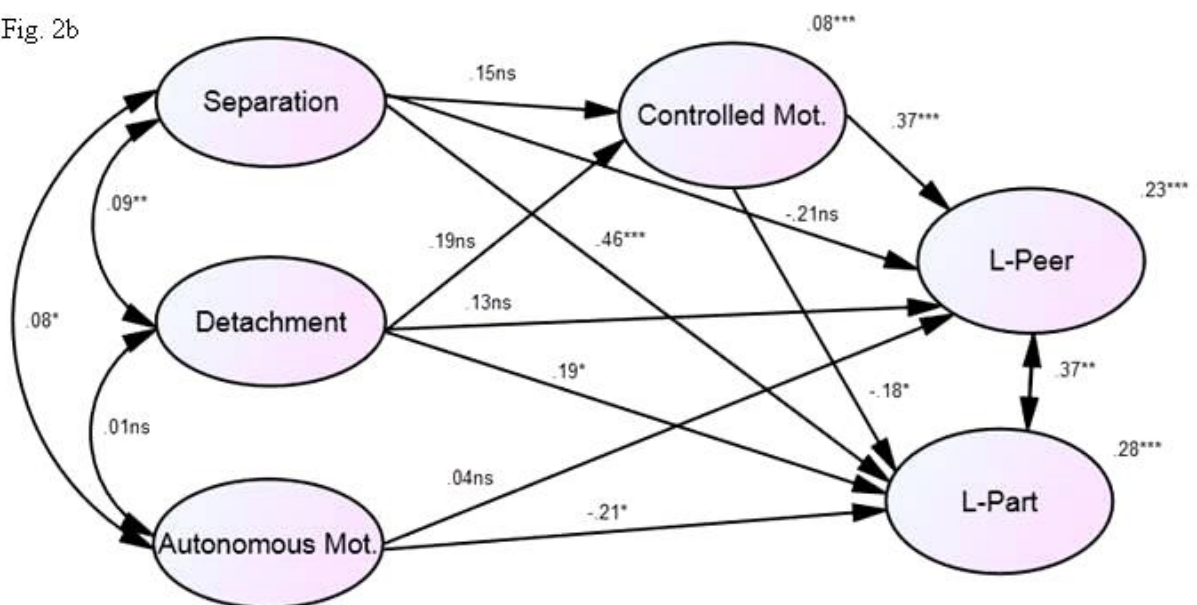 Fig. 2b
.08***
Separation
.15ns
Controlled Mot.
.37***
.23***
.09**
-.21ns
.19ns
.46***
L-Peer
.13ns
Detachment
.08*
.19*
.37**
-.18*
.01ns
.28***
.04ns
L-Part
-.21*
Autonomous Mot.